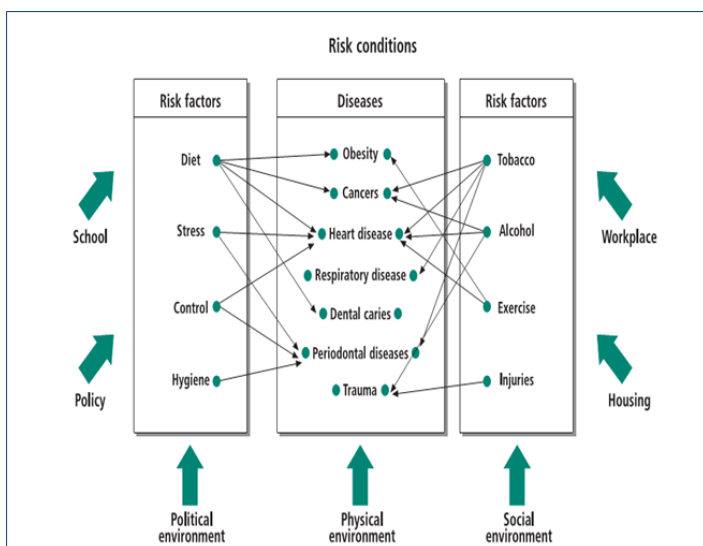 Risk conditions
Risk factors
Diseases
Risk factors
Diet
Obesity
Tobacco
Cancers
School
Stress
Heart disease
Alcohol
Workplace
Respiratory disease
Control
Dental caries
Exercise
Periodontal diseases
Policy
Hygiene
Trauma
Injuries
Housing
Political
environment
Physical
environment
Social
environment